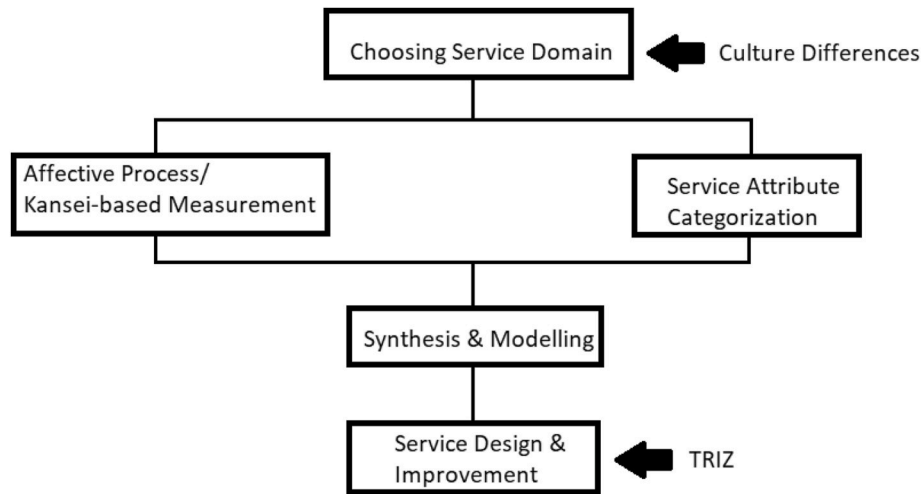 Choosing Service Domain
Culture Differences
Affective Process/
Kansei-based Measurement
Service Attribute
Categorization
Synthesis & Modelling
Service Design &
Improvement
TRIZ